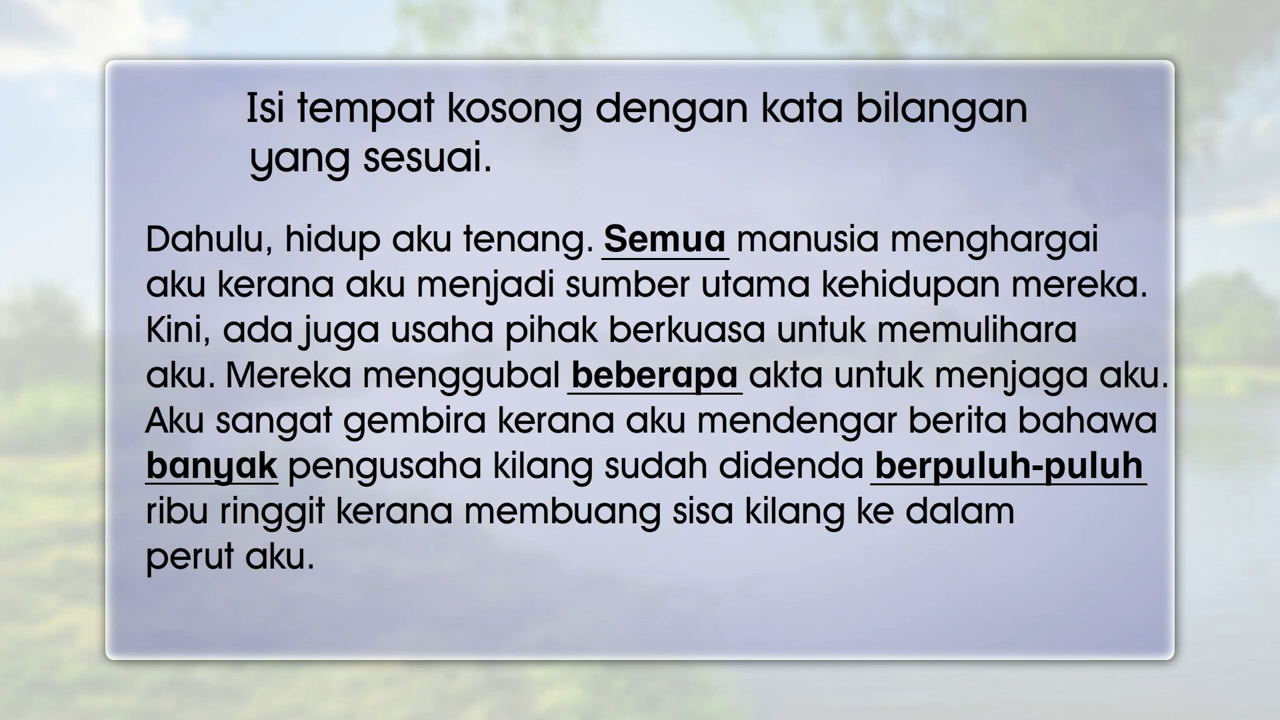 Isi tempat kosong dengan kata bilangan
yang sesuai.
Dahulu, hidup aku tenang. Semua manusia menghargai
aku kerana aku menjadi sumber utama kehidupan mereka.
Kini, ada juga usaha pihak berkuasa untuk memulihara
aku. Mereka menggubal beberapa akta untuk menjaga aku.
Aku sangat gembira kerana aku mendengar berita bahawa
banyak pengusaha kilang sudah didenda berpuluh-puluh
ribu ringgit kerana membuang sisa kilang ke dalam
perut aku.